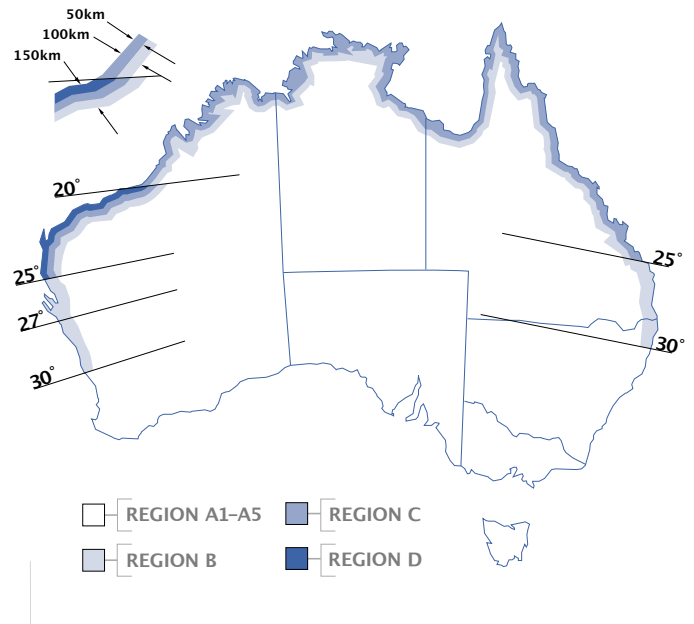 50km
100km
150km
20°
25°
25°
27°
30°
30°
REGION A1–A5
REGION C
REGION B
REGION D